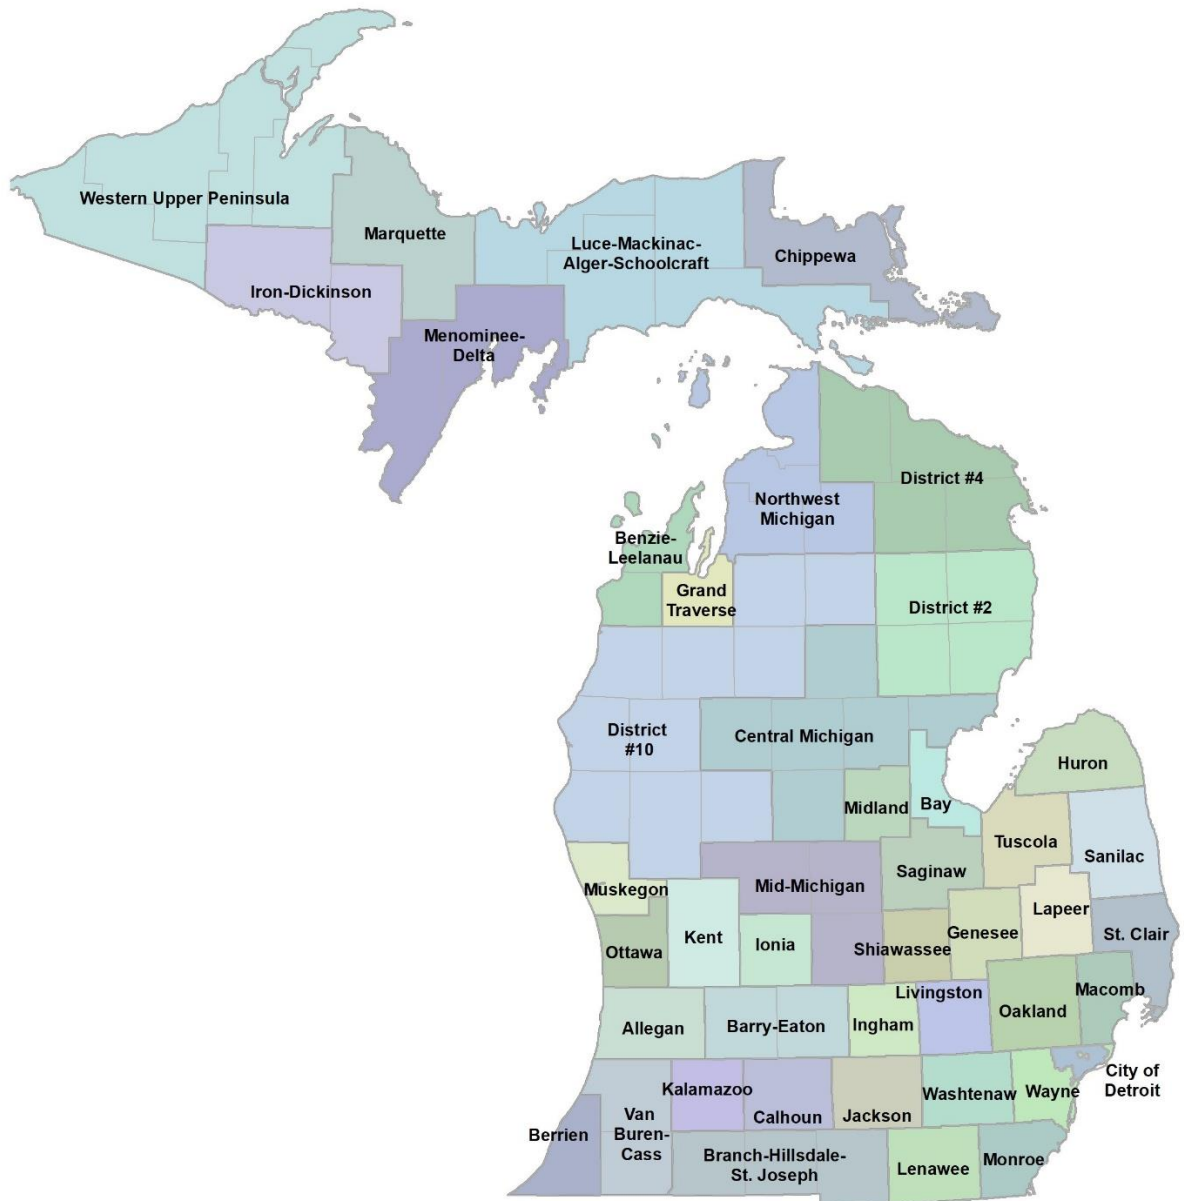 Western Upper Peninsula
Marquette
Luce-Mackinac-
Alger-Schoolcraft
Chippewa
Iron-Dickinson
Menominee-
Delta
District #4
Northwest
Michigan
Benzie-
Leelanau
Grand
Traverse
District #2
District
#10
Central Michigan
Huron
Midland
Bay
Tuscola
Sanilac
Saginaw
Muskegon
Mid-Michigan
Lapeer
Kent
Ionia
Shiawassee
Genesee
St. Clair
Ottawa
Livingston
Macomb
Oakland
Allegan
Barry-Eaton
Ingham
City of
Detroit
Kalamazoo
Washtenaw
Wayne
Van
Buren-
Cass
Calhoun
Jackson
Berrien
Branch-Hillsdale-
St. Joseph
Lenawee
Monroe